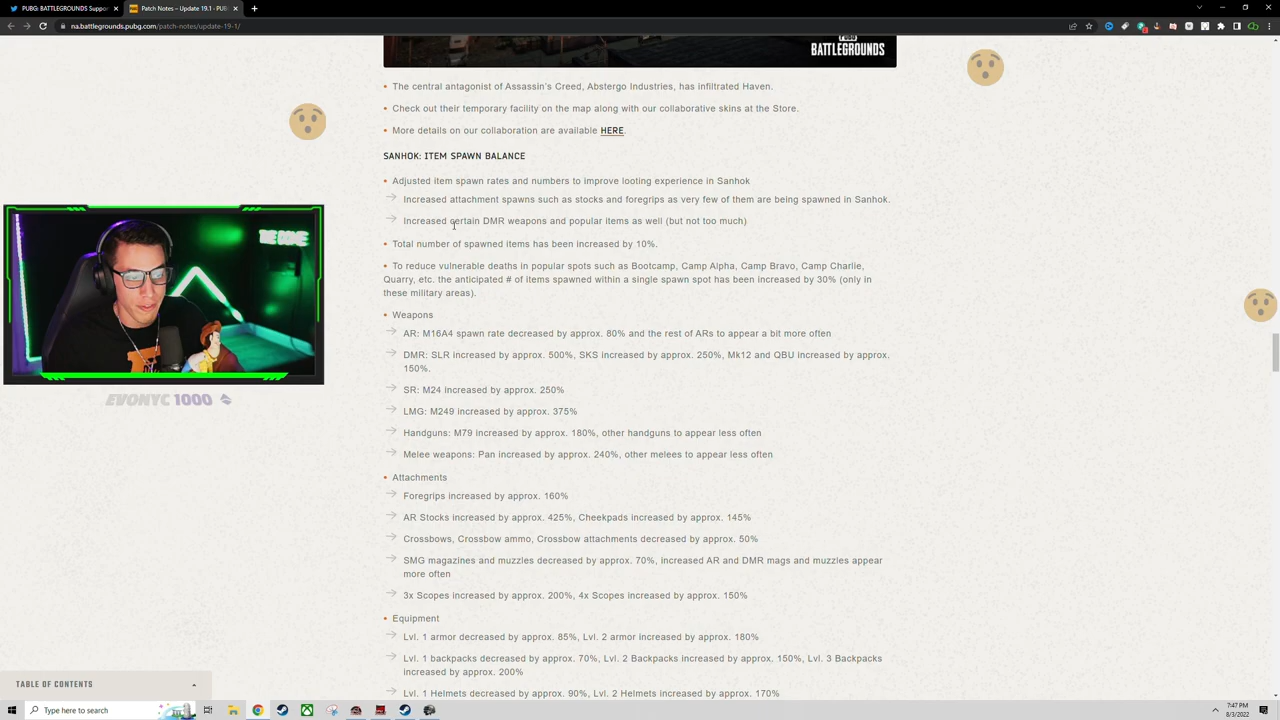 PUBG: BATTLEGROUNDS Suppor
Patch Notes – Update 19.1 - PUB
na.battlegrounds.pubg.com/patch-notes/update-19-1/
PUBG
BATTLEGROUNDS
• The central antagonist of Assassin's Creed, Abstergo Industries, has infiltrated Haven.
• Check out their temporary facility on the map along with our collaborative skins at the Store.
• More details on our collaboration are available HERE.
SANHOK: ITEM SPAWN BALANCE
• Adjusted item spawn rates and numbers to improve looting experience in Sanhok
→ Increased attachment spawns such as stocks and foregrips as very few of them are being spawned in Sanhok.
→ Increased certain DMR weapons and popular items as well (but not too much)
• Total number of spawned items has been increased by 10%.
• To reduce vulnerable deaths in popular spots such as Bootcamp, Camp Alpha, Camp Bravo, Camp Charlie,
Quarry, etc. the anticipated # of items spawned within a single spawn spot has been increased by 30% (only in
these military areas).
• Weapons
→ AR: M16A4 spawn rate decreased by approx. 80% and the rest of ARs to appear a bit more often
→ DMR: SLR increased by approx. 500%, SKS increased by approx. 250%, Mk12 and QBU increased by approx.
150%.
→ SR: M24 increased by approx. 250%
→ LMG: M249 increased by approx. 375%
→ Handguns: M79 increased by approx. 180%, other handguns to appear less often
→ Melee weapons: Pan increased by approx. 240%, other melees to appear less often
• Attachments
→ Foregrips increased by approx. 160%
→ AR Stocks increased by approx. 425%, Cheekpads increased by approx. 145%
→ Crossbows, Crossbow ammo, Crossbow attachments decreased by approx. 50%
→ SMG magazines and muzzles decreased by approx. 70%, increased AR and DMR mags and muzzles appear
more often
→ 3x Scopes increased by approx. 200%, 4x Scopes increased by approx. 150%
• Equipment
→ Lvl. 1 armor decreased by approx. 85%, Lvl. 2 armor increased by approx. 180%
→ Lvl. 1 backpacks decreased by approx. 70%, Lvl. 2 Backpacks increased by approx. 150%, Lvl. 3 Backpacks
increased by approx. 200%
→ Lvl. 1 Helmets decreased by approx. 90%, Lvl. 2 Helmets increased by approx. 170%
EVONYC 1000
TABLE OF CONTENTS
Type here to search
7:47 PM
8/3/2022